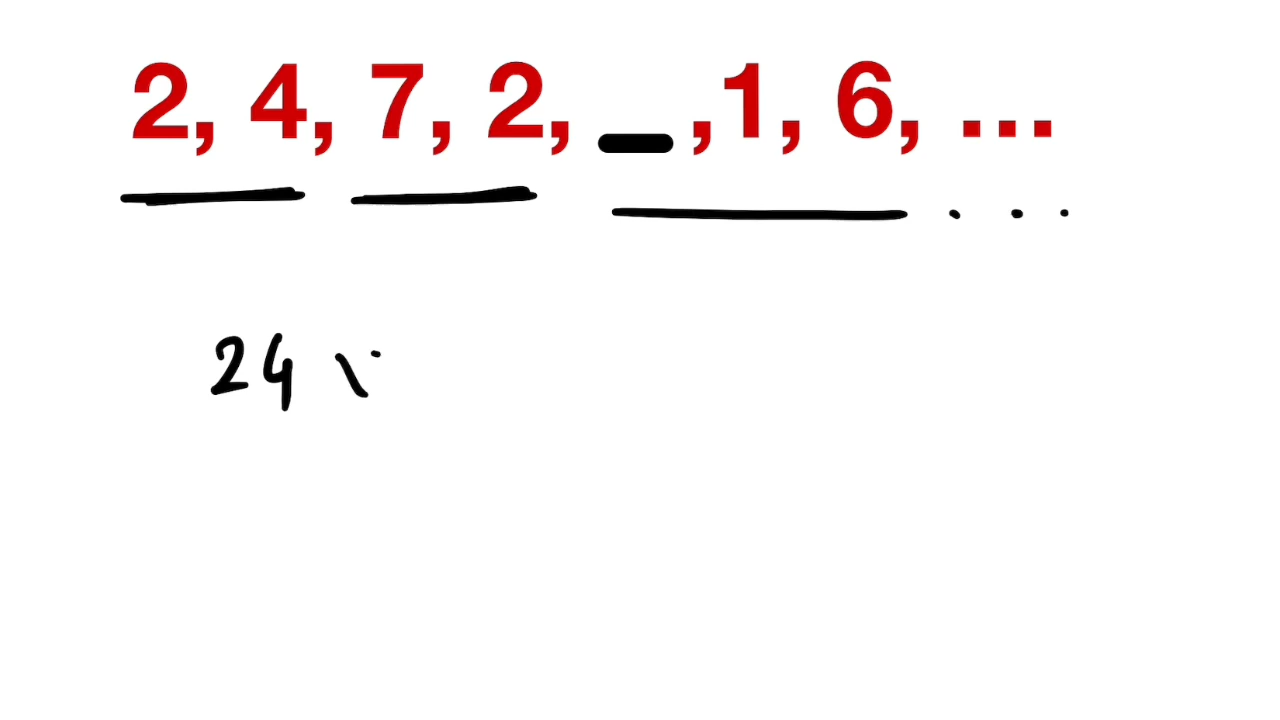 2, 4, 7, 2, _ ,1, 6, ...
24